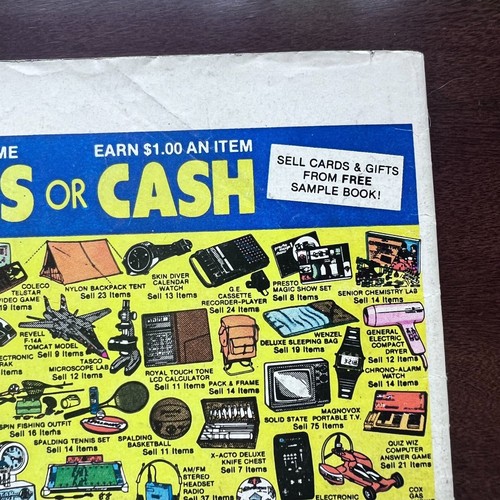 ME
EARN $1.00 AN ITEM
S OR CASH
SELL CARDS & GIFTS
FROM FREE
SAMPLE BOOK!
COLECO
TELSTAR
VIDEO GAME
19 Items
NYLON BACKPACK TENT
Sell 23 Items
SKIN DIVER
CALENDAR
WATCH
Sell 13 Items
G.E.
CASSETTE
RECORDER-PLAYER
Sell 24 Items
PRESTO
MAGIC SHOW SET
Sell 8 Items
SENIOR CHEMISTRY LAB
Sell 14 Items
REVELL
F-14A
TOMCAT MODEL
Sell 9 Items
TASCO
MICROSCOPE LAB
Sell 12 Items
ROYAL TOUCH TONE
LCD CALCULATOR
Sell 11 Items
PACK & FRAME
Sell 14 Items
WENZEL
DELUXE SLEEPING BAG
Sell 19 Items
GENERAL
ELECTRIC
COMPACT
DRYER
Sell 12 Items
CHRONO-ALARM
WATCH
Sell 14 Items
SPIN FISHING OUTFIT
Sell 16 Items
SPALDING TENNIS SET
Sell 14 Items
SPALDING
BASKETBALL
Sell 11 Items
X-ACTO DELUXE
KNIFE CHEST
Sell 7 Items
MAGNOVOX
SOLID STATE PORTABLE T.V.
Sell 75 Items
QUIZ WIZ
COMPUTER
ANSWER GAME
Sell 21 Items
AM/FM
STEREO
HEADSET
RADIO
Sell 37 Items
ELECTRONIC
COX
GAS